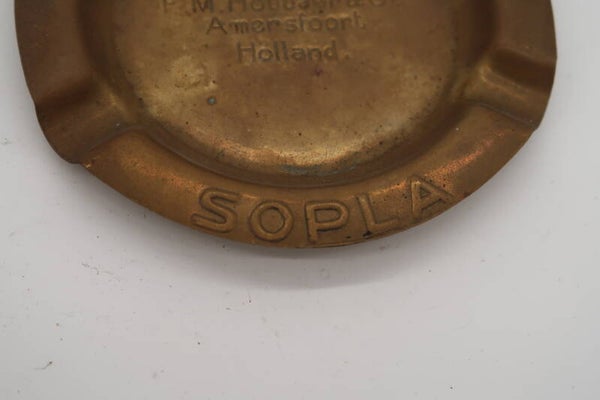 P.M.
Amersfoort
Holland.
SOPLA